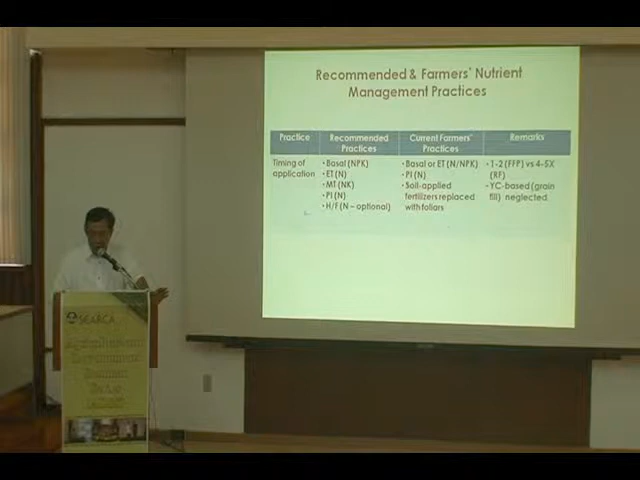 Recommended & Farmers' Nutrient
Management Practices
Practice
Recommended
Practices
Current Farmers'
Practices
Remarks
Timing of
application
• Basal (NPK)
• ET (N)
• MT (NK)
• PI (N)
• H/F (N – optional)
• Basal or ET (N/NPK)
• PI (N)
• Soil-applied
fertilizers replaced
with foliars
• 1-2 (FFP) vs 4-5X
(RF)
• YC-based (grain
fill) neglected
SEARCA